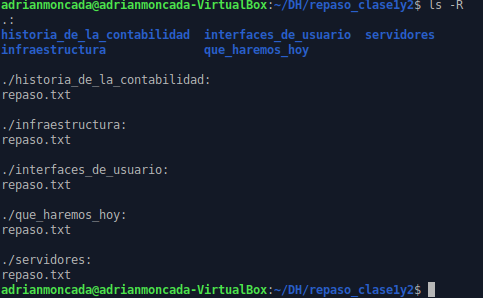 adrianmoncada@adrianmoncada-VirtualBox:~/DH/repaso_clase1y2$ ls -R
.:
historia_de_la_contabilidad  interfaces_de_usuario  servidores
infraestructura              que_haremos_hoy

./historia_de_la_contabilidad:
repaso.txt

./infraestructura:
repaso.txt

./interfaces_de_usuario:
repaso.txt

./que_haremos_hoy:
repaso.txt

./servidores:
repaso.txt
adrianmoncada@adrianmoncada-VirtualBox:~/DH/repaso_clase1y2$